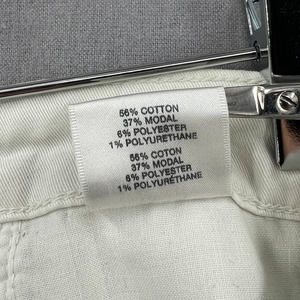 56% COTTON
37% MODAL
6% POLYESTER
1% POLYURETHANE
56% COTON
37% MODAL
6% POLYESTER
1% POLYURÉTHANE